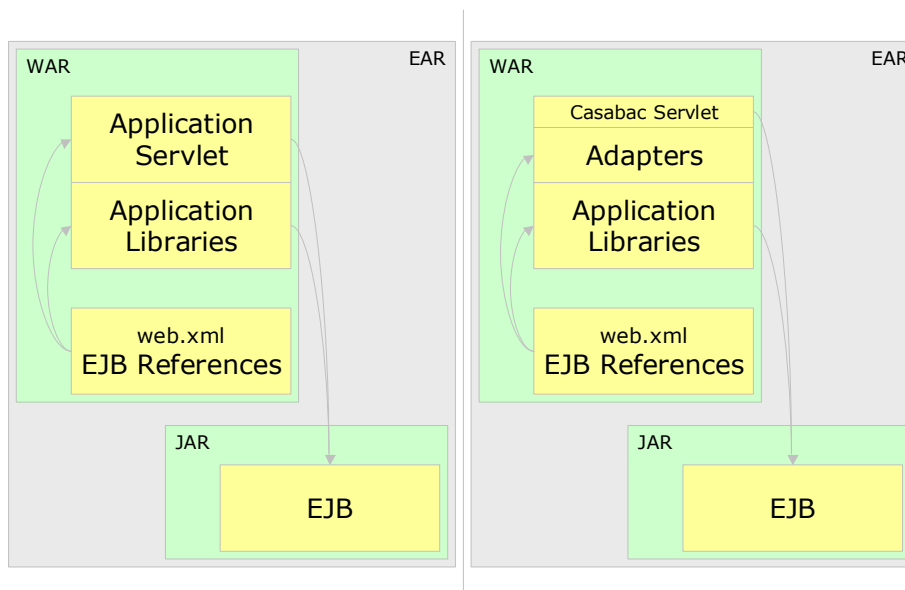 EAR
WAR
Application
Servlet
Application
Libraries
web.xml
EJB References
JAR
EJB
EAR
WAR
Casabac Servlet
Adapters
Application
Libraries
web.xml
EJB References
JAR
EJB